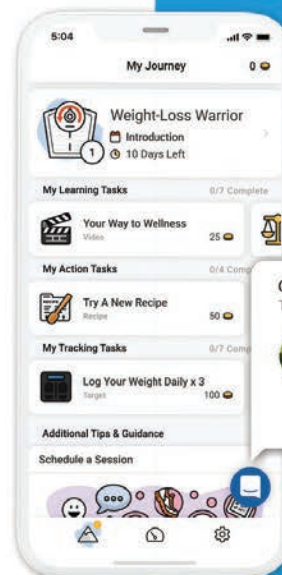 5:04
My Journey 0
Weight-Loss Warrior
Introduction
1 10 Days Left
My Learning Tasks 0/7 Complete
Your Way to Wellness
Video 25
My Action Tasks 0/4 Comp
Try A New Recipe
Recipe 50
My Tracking Tasks 0/7 Comp
Log Your Weight Daily x 3
Target 100
Additional Tips & Guidance
Schedule a Session